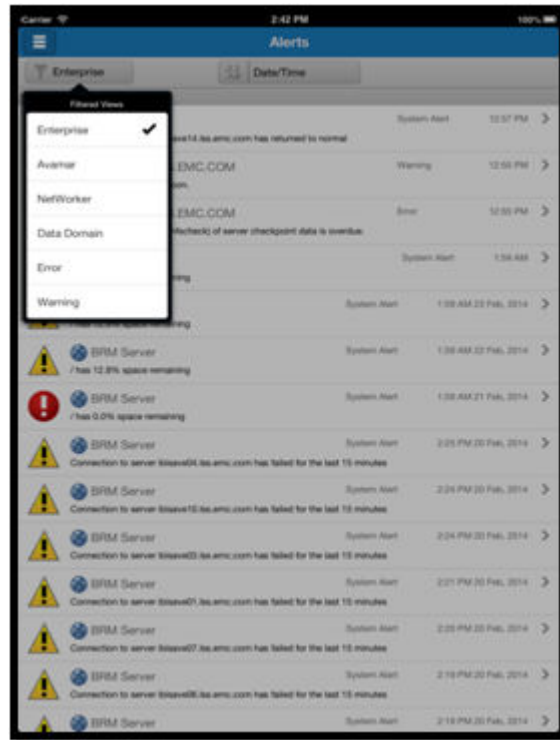 Carrier 2:42 PM 100%
Alerts
Enterprise Date/Time
Filtered Views
Enterprise
Avamar
NetWorker
Data Domain
Error
Warning
System Alert 12:57 PM
has returned to normal
.EMC.COM Warning 12:55 PM
.EMC.COM Error
of server checkpoint data is overdue.
System Alert 1:58 AM
System Alert
BRM Server System Alert 1:58 AM 22 Feb, 2014
/ has 12.8% space remaining
BRM Server System Alert 1:58 AM 21 Feb, 2014
/ has 0.0% space remaining
BRM Server System Alert 2:25 PM 20 Feb, 2014
Connection to server has failed for the last 15 minutes
BRM Server System Alert 2:24 PM 20 Feb, 2014
Connection to server has failed for the last 15 minutes
BRM Server System Alert 2:24 PM 20 Feb, 2014
Connection to server has failed for the last 15 minutes
BRM Server System Alert 2:21 PM 20 Feb, 2014
Connection to server has failed for the last 15 minutes
BRM Server System Alert 2:20 PM 20 Feb, 2014
Connection to server has failed for the last 15 minutes
BRM Server System Alert 2:19 PM 20 Feb, 2014
Connection to server has failed for the last 15 minutes
BRM Server System Alert 2:18 PM 20 Feb, 2014